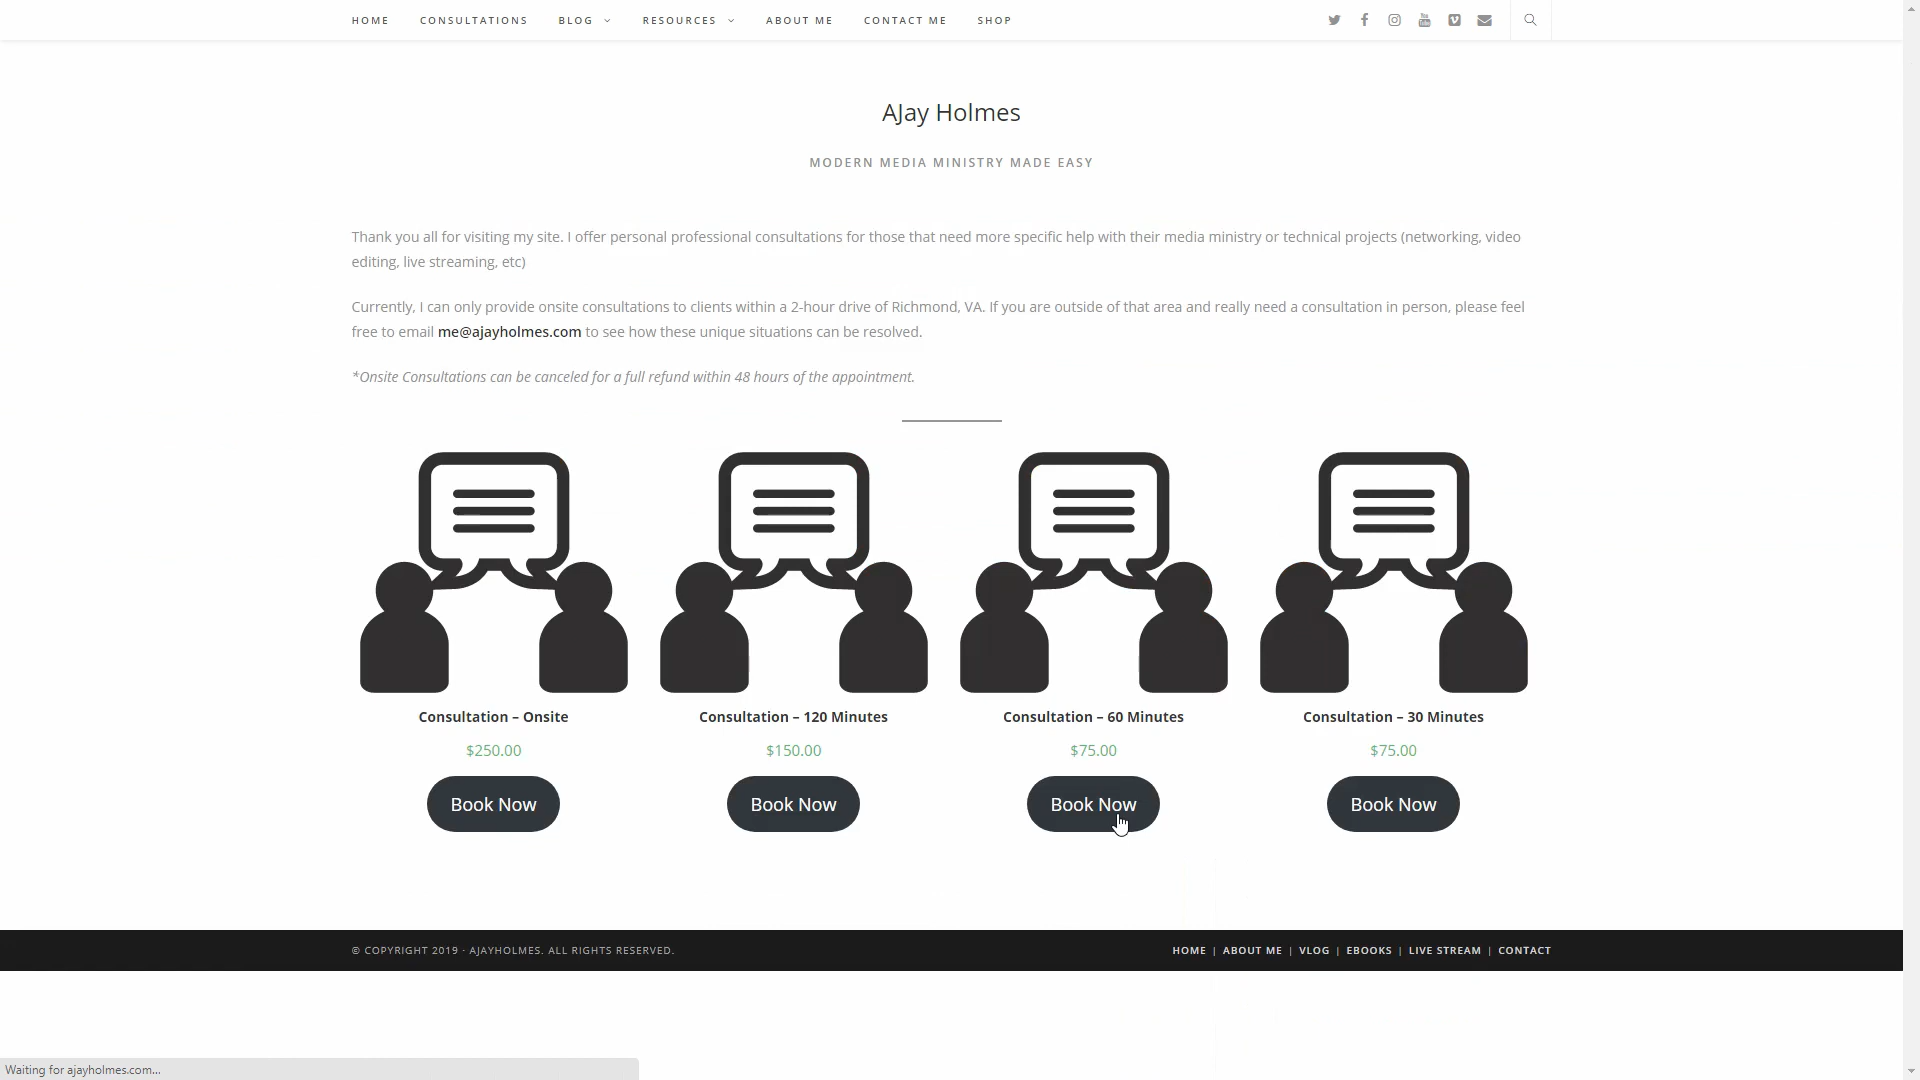 HOME CONSULTATIONS BLOG RESOURCES ABOUT ME CONTACT ME SHOP
AJay Holmes
MODERN MEDIA MINISTRY MADE EASY
Thank you all for visiting my site. I offer personal professional consultations for those that need more specific help with their media ministry or technical projects (networking, video
editing, live streaming, etc)
Currently, I can only provide onsite consultations to clients within a 2-hour drive of Richmond, VA. If you are outside of that area and really need a consultation in person, please feel
free to email me@ajayholmes.com to see how these unique situations can be resolved.
*Onsite Consultations can be canceled for a full refund within 48 hours of the appointment.
Consultation – Onsite Consultation – 120 Minutes Consultation – 60 Minutes Consultation – 30 Minutes
$250.00 $150.00 $75.00 $75.00
Book Now Book Now Book Now Book Now
© COPYRIGHT 2019 · AJAYHOLMES. ALL RIGHTS RESERVED. HOME | ABOUT ME | VLOG | EBOOKS | LIVE STREAM | CONTACT
Waiting for ajayholmes.com...